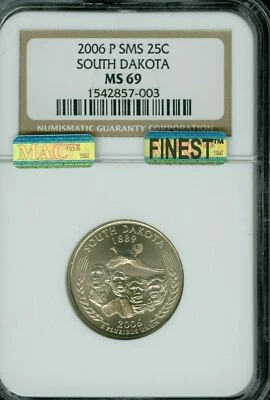 2006 P SMS 25C
SOUTH DAKOTA
MS 69
1542857-003
NUMISMATIC GUARANTY CORPORATION
MAC
FINEST™
SOUTH DAKOTA
1889
2006
E PLURIBUS UNUM